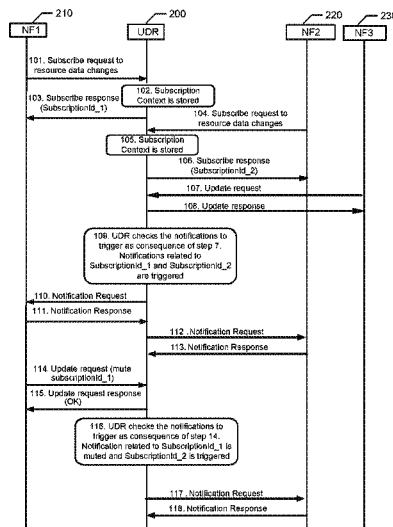 210
200
220
230
NF1
UDR
NF2
NF3
101. Subscribe request to
resource data changes
102. Subscription
Context is stored
103. Subscribe response
(SubscriptionId_1)
104. Subscribe request to
resource data changes
105. Subscription
Context is stored
106. Subscribe response
(SubscriptionId_2)
107. Update request
108. Update response
109. UDR checks the notifications to
trigger as consequence of step 7.
Notifications related to
SubscriptionId_1 and SubscriptionId_2
are triggered
110. Notification Request
111. Notification Response
112. Notification Request
113. Notification Response
114. Update request (mute
subscriptionId_1)
115. Update request response
(OK)
116. UDR checks the notifications to
trigger as consequence of step 14.
Notification related to SubscriptionId_1 is
muted and SubscriptionId_2 is triggered
117. Notification Request
118. Notification Response